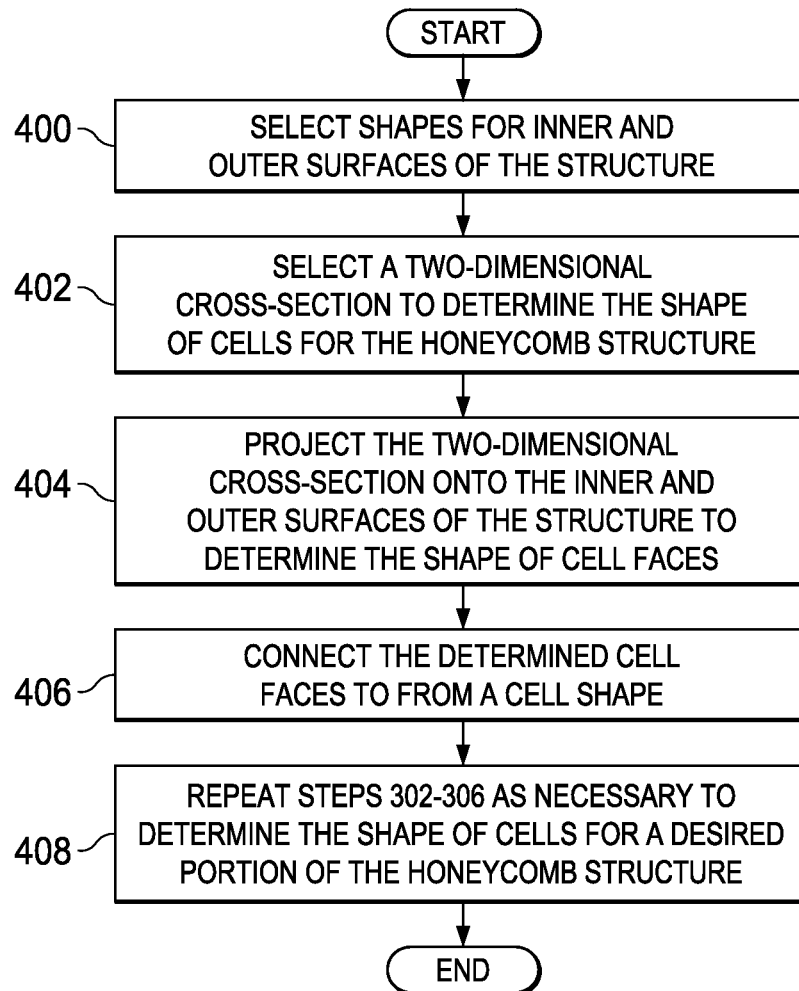 START
400
SELECT SHAPES FOR INNER AND
OUTER SURFACES OF THE STRUCTURE
402
SELECT A TWO-DIMENSIONAL
CROSS-SECTION TO DETERMINE THE SHAPE
OF CELLS FOR THE HONEYCOMB STRUCTURE
404
PROJECT THE TWO-DIMENSIONAL
CROSS-SECTION ONTO THE INNER AND
OUTER SURFACES OF THE STRUCTURE TO
DETERMINE THE SHAPE OF CELL FACES
406
CONNECT THE DETERMINED CELL
FACES TO FROM A CELL SHAPE
408
REPEAT STEPS 302-306 AS NECESSARY TO
DETERMINE THE SHAPE OF CELLS FOR A DESIRED
PORTION OF THE HONEYCOMB STRUCTURE
END